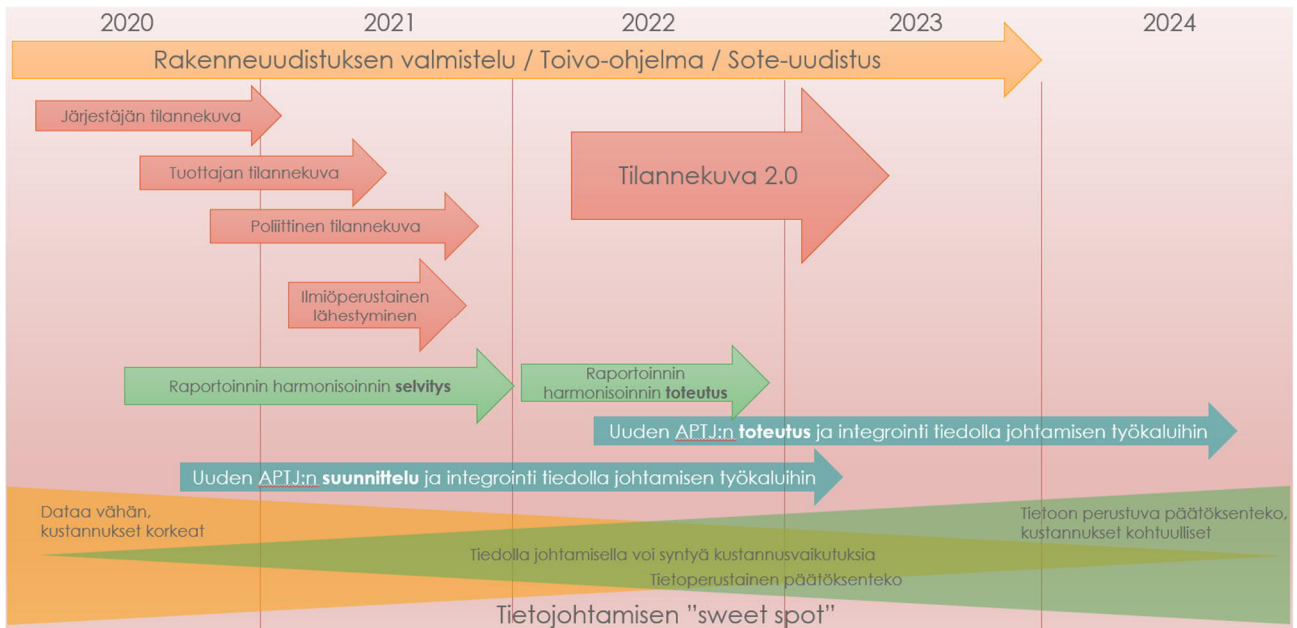 2020 2021 2022 2023 2024
Rakenneuudistuksen valmistelu / Toivo-ohjelma / Sote-uudistus
Järjestäjän tilannekuva
Tuottajan tilannekuva
Tilannekuva 2.0
Poliittinen tilannekuva
Ilmiöperustainen
lähestyminen
Raportoinnin harmonisoinnin selvitys
Raportoinnin
harmonisoinnin toteutus
Uuden APTJ:n toteutus ja integrointi tiedolla johtamisen työkaluihin
Uuden APTJ:n suunnittelu ja integrointi tiedolla johtamisen työkaluihin
Dataa vähän,
kustannukset korkeat
Tietoon perustuva päätöksenteko,
kustannukset kohtuulliset
Tiedolla johtamisella voi syntyä kustannusvaikutuksia
Tietoperustainen päätöksenteko
Tietojohtamisen ”sweet spot”